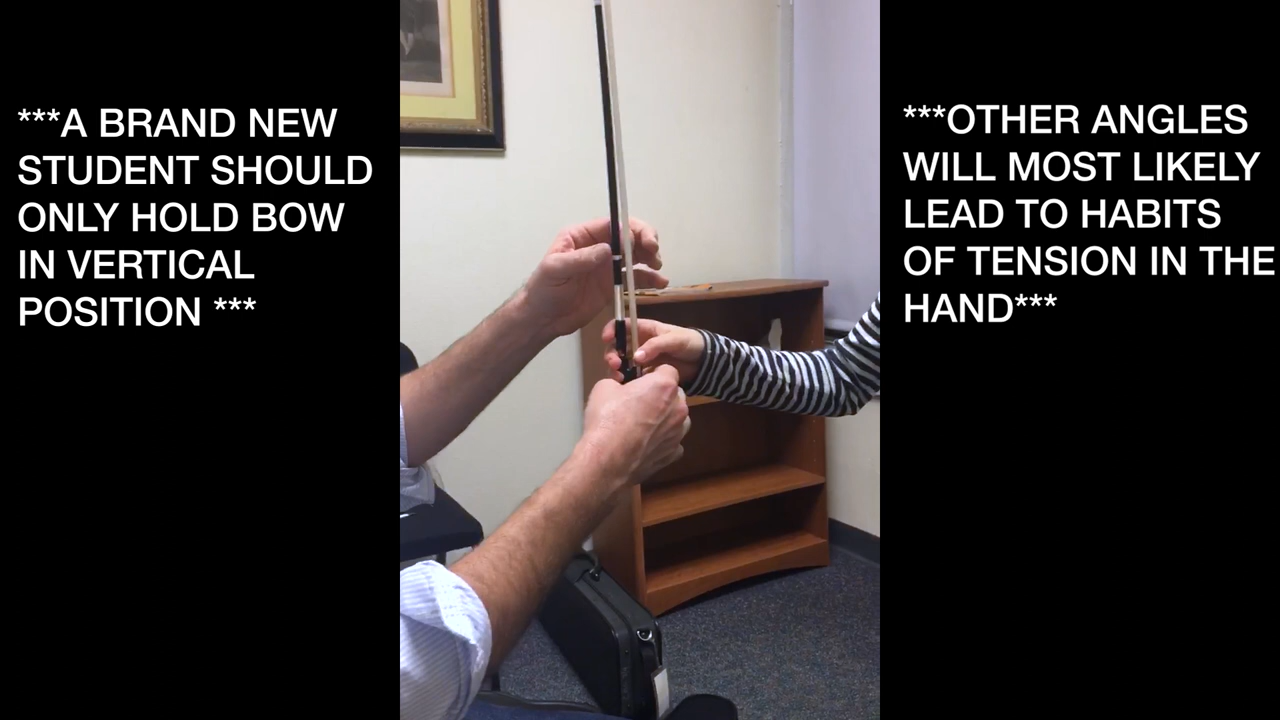 ***A BRAND NEW
STUDENT SHOULD
ONLY HOLD BOW
IN VERTICAL
POSITION ***
***OTHER ANGLES
WILL MOST LIKELY
LEAD TO HABITS
OF TENSION IN THE
HAND***